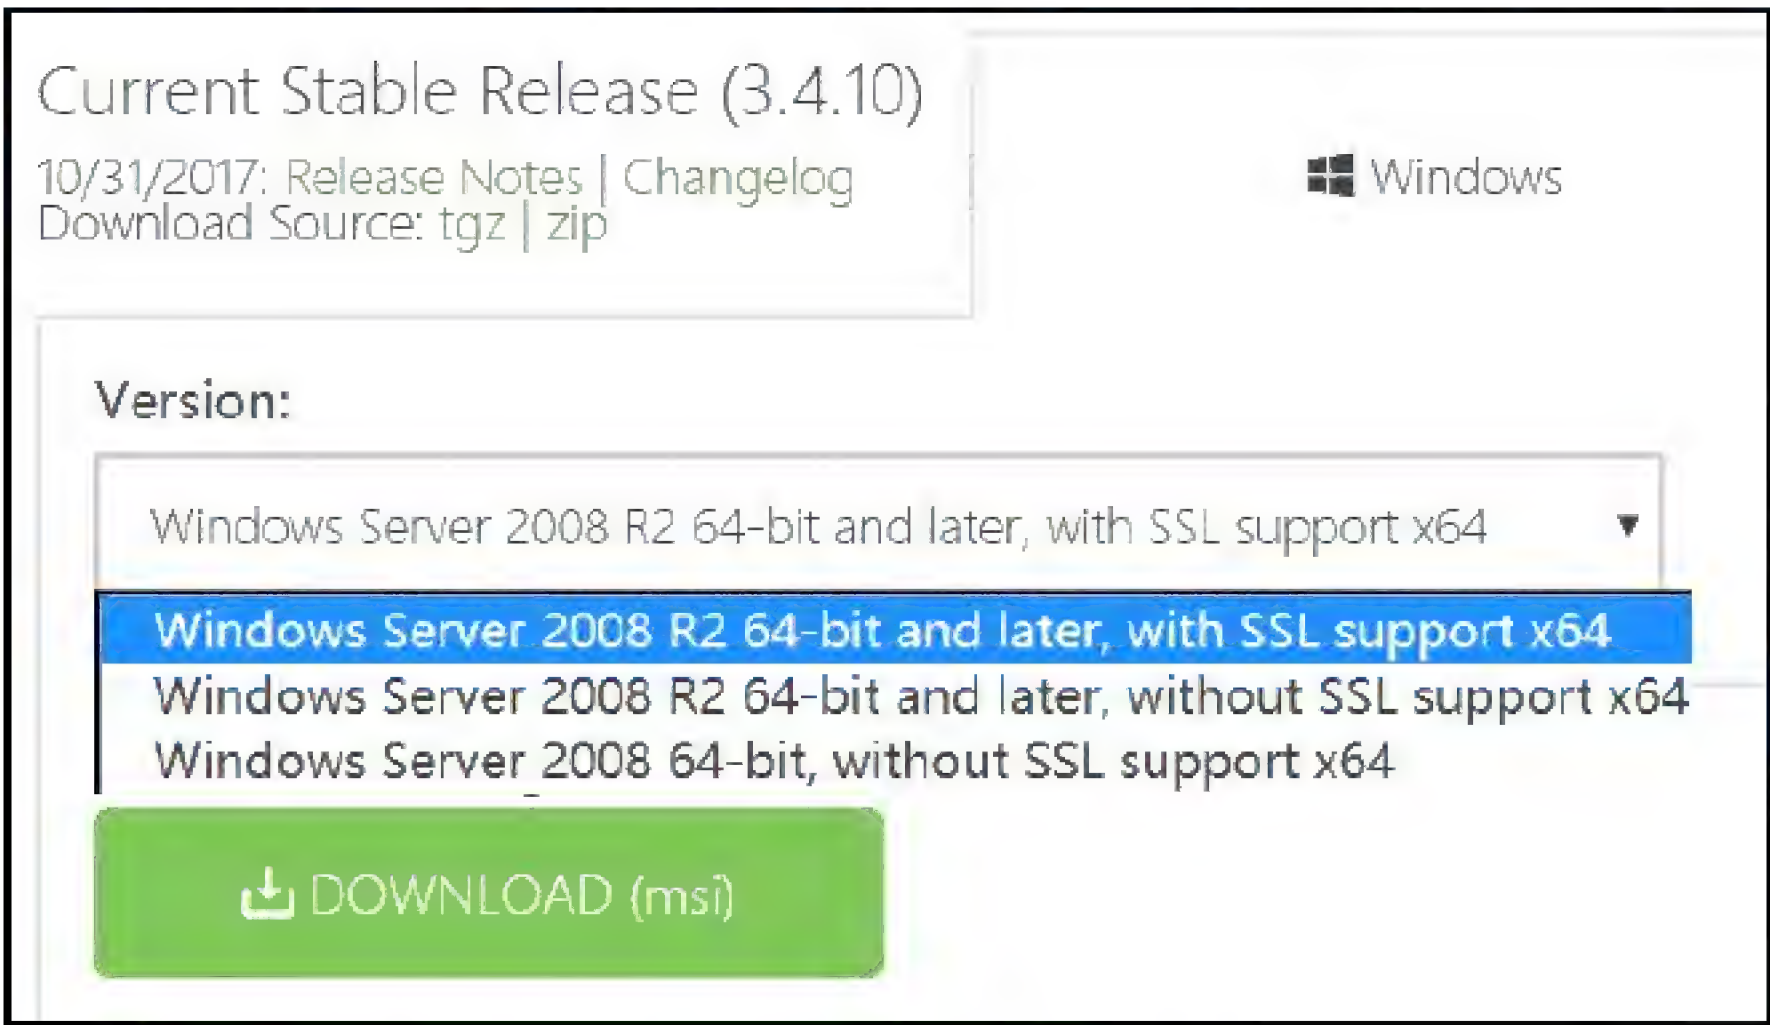 Current Stable Release (3.4.10)
10/31/2017: Release Notes | Changelog
Download Source: tgz | zip
Windows
Version:
Windows Server 2008 R2 64-bit and later, with SSL support x64
Windows Server 2008 R2 64-bit and later, with SSL support x64
Windows Server 2008 R2 64-bit and later, without SSL support x64
Windows Server 2008 64-bit, without SSL support x64
DOWNLOAD (msi)